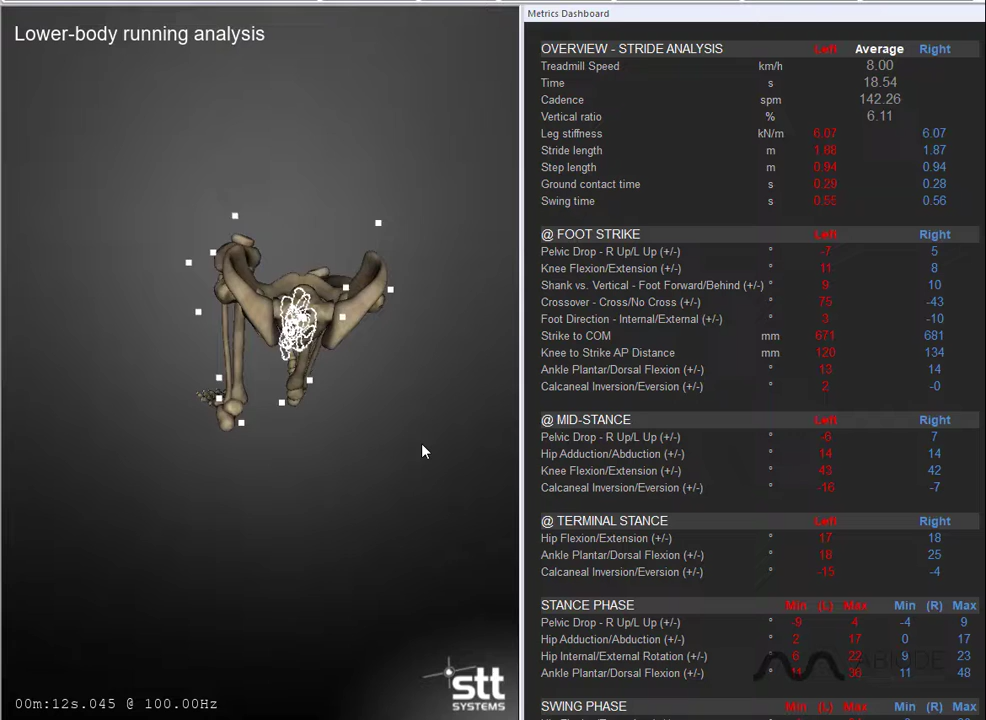 Metrics Dashboard
Lower-body running analysis
OVERVIEW - STRIDE ANALYSIS Left Average Right
Treadmill Speed km/h 8.00
Time s 18.54
Cadence spm 142.26
Vertical ratio % 6.11
Leg stiffness kN/m 6.07 6.07
Stride length m 1.88 1.87
Step length m 0.94 0.94
Ground contact time s 0.29 0.28
Swing time s 0.55 0.56
@ FOOT STRIKE Left Right
Pelvic Drop - R Up/L Up (+/-) ° -7 5
Knee Flexion/Extension (+/-) ° 11 8
Shank vs. Vertical - Foot Forward/Behind (+/-) ° 9 10
Crossover - Cross/No Cross (+/-) ° 75 -43
Foot Direction - Internal/External (+/-) ° 3 -10
Strike to COM mm 671 681
Knee to Strike AP Distance mm 120 134
Ankle Plantar/Dorsal Flexion (+/-) ° 13 14
Calcaneal Inversion/Eversion (+/-) ° 2 -0
@ MID-STANCE Left Right
Pelvic Drop - R Up/L Up (+/-) ° -6 7
Hip Adduction/Abduction (+/-) ° 14 14
Knee Flexion/Extension (+/-) ° 43 42
Calcaneal Inversion/Eversion (+/-) ° -16 -7
@ TERMINAL STANCE Left Right
Hip Flexion/Extension (+/-) ° 17 18
Ankle Plantar/Dorsal Flexion (+/-) ° 18 25
Calcaneal Inversion/Eversion (+/-) ° -15 -4
STANCE PHASE Min (L) Max Min (R) Max
Pelvic Drop - R Up/L Up (+/-) ° -9 4 -4 9
Hip Adduction/Abduction (+/-) ° 2 17 0 17
Hip Internal/External Rotation (+/-) ° 6 22 9 23
Ankle Plantar/Dorsal Flexion (+/-) ° 11 36 11 48
SWING PHASE Min (L) Max Min (R) Max
stt
SYSTEMS
00m:12s.045 @ 100.00Hz